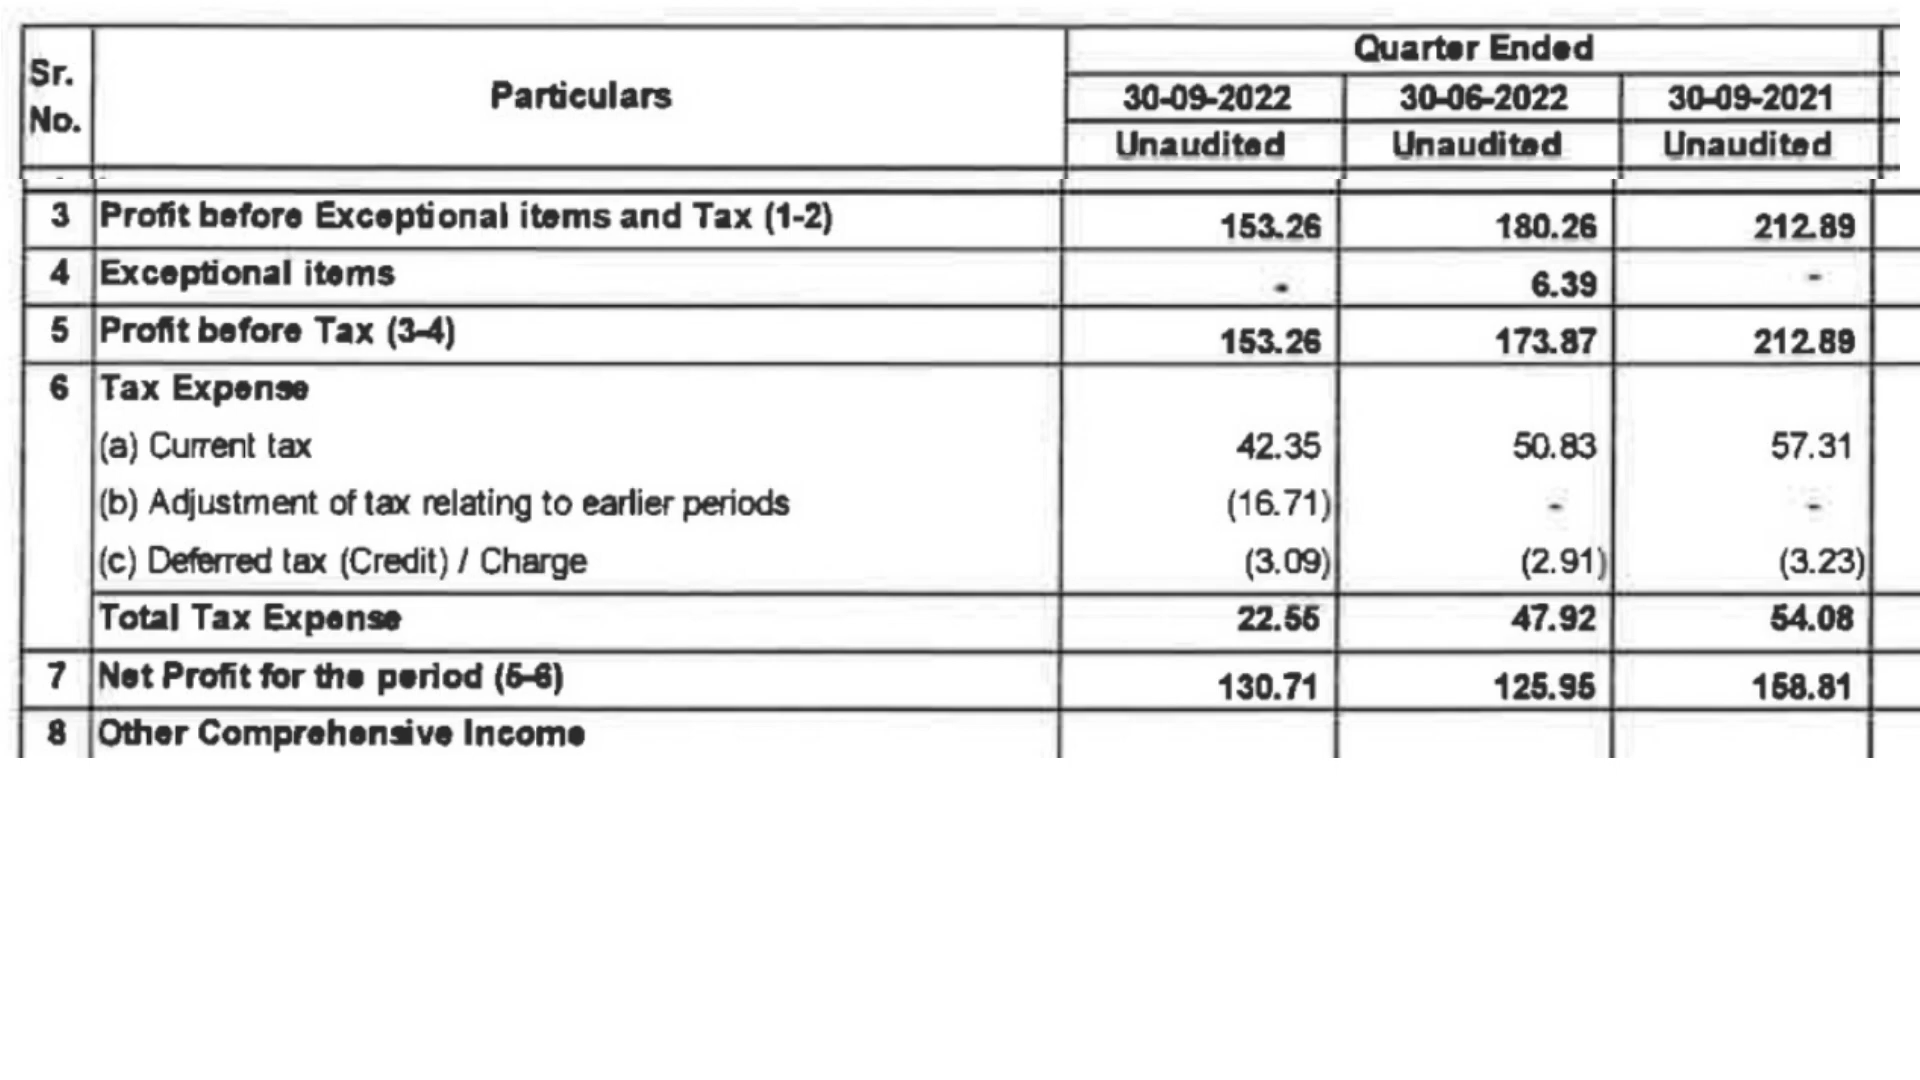 Sr. No. Particulars Quarter Ended
30-09-2022 30-06-2022 30-09-2021
Unaudited Unaudited Unaudited
3 Profit before Exceptional items and Tax (1-2) 153.26 180.26 212.89
4 Exceptional items - 6.39 -
5 Profit before Tax (3-4) 153.26 173.87 212.89
6 Tax Expense
(a) Current tax 42.35 50.83 57.31
(b) Adjustment of tax relating to earlier periods (16.71) - -
(c) Deferred tax (Credit) / Charge (3.09) (2.91) (3.23)
Total Tax Expense 22.55 47.92 54.08
7 Net Profit for the period (5-6) 130.71 125.95 158.81
8 Other Comprehensive Income